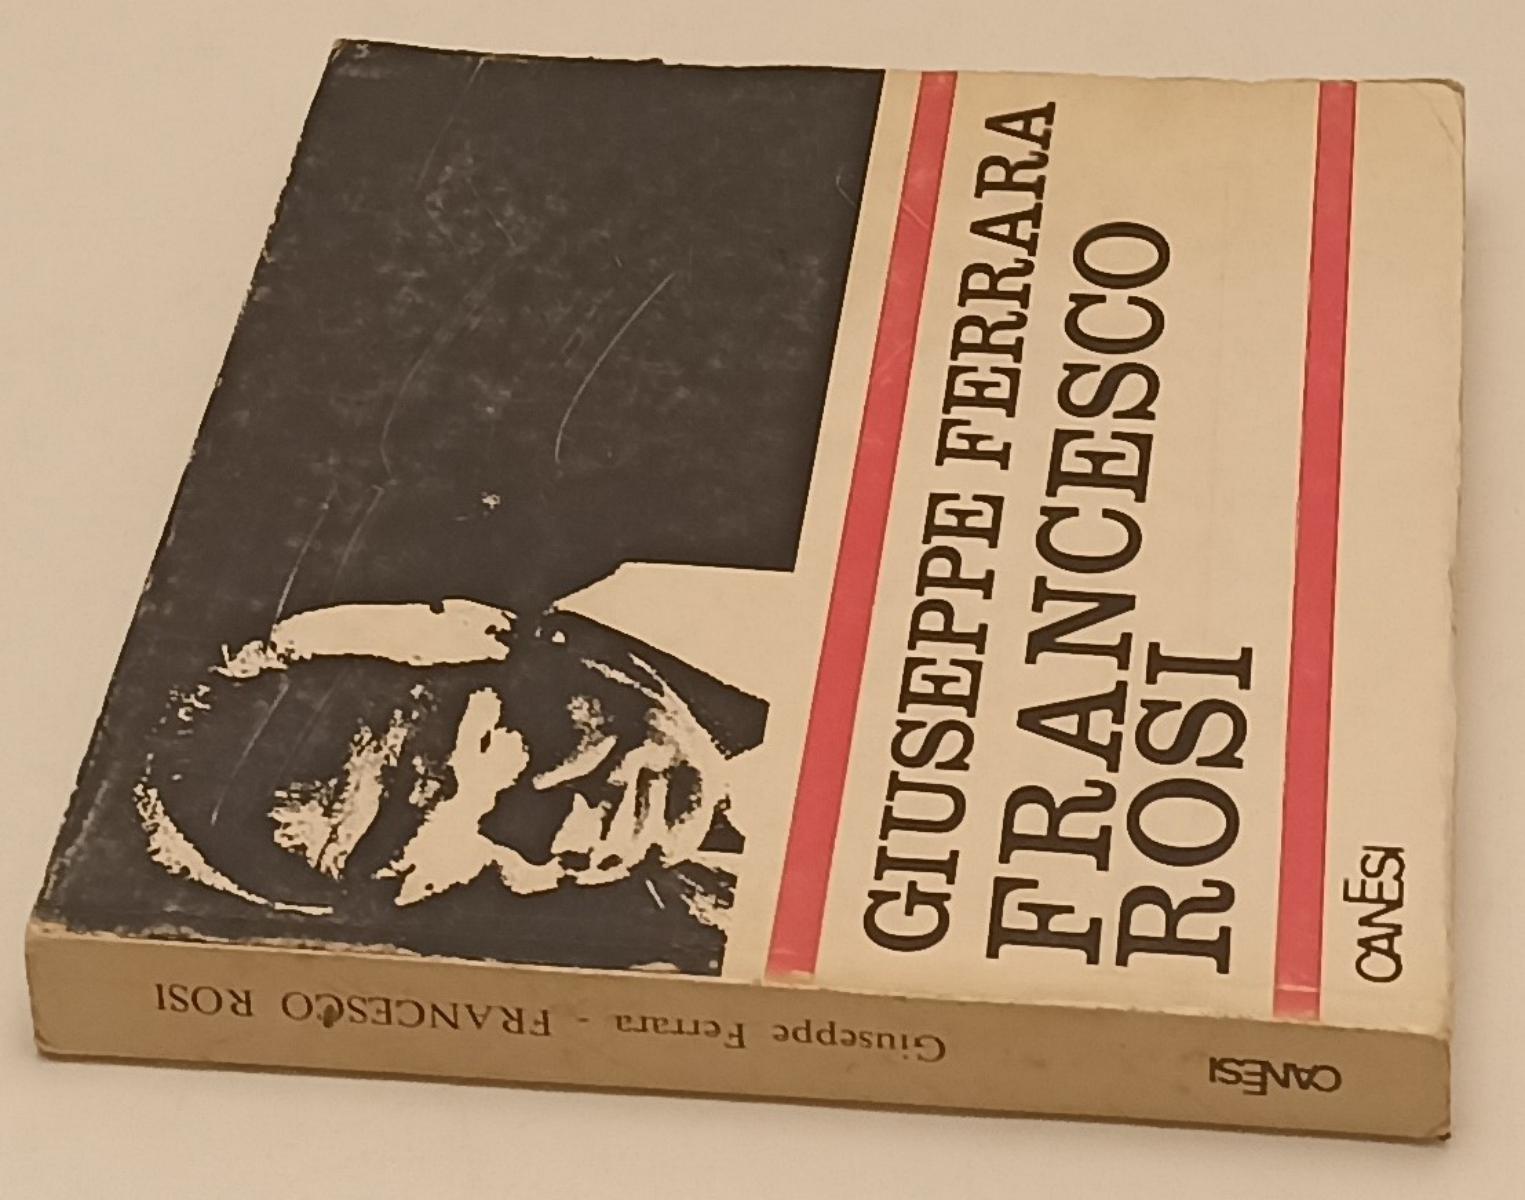 GIUSEPPE FERRARA
FRANCESCO
ROSI
CANESI
Giuseppe Ferrara - FRANCESCO ROSI
CANESI